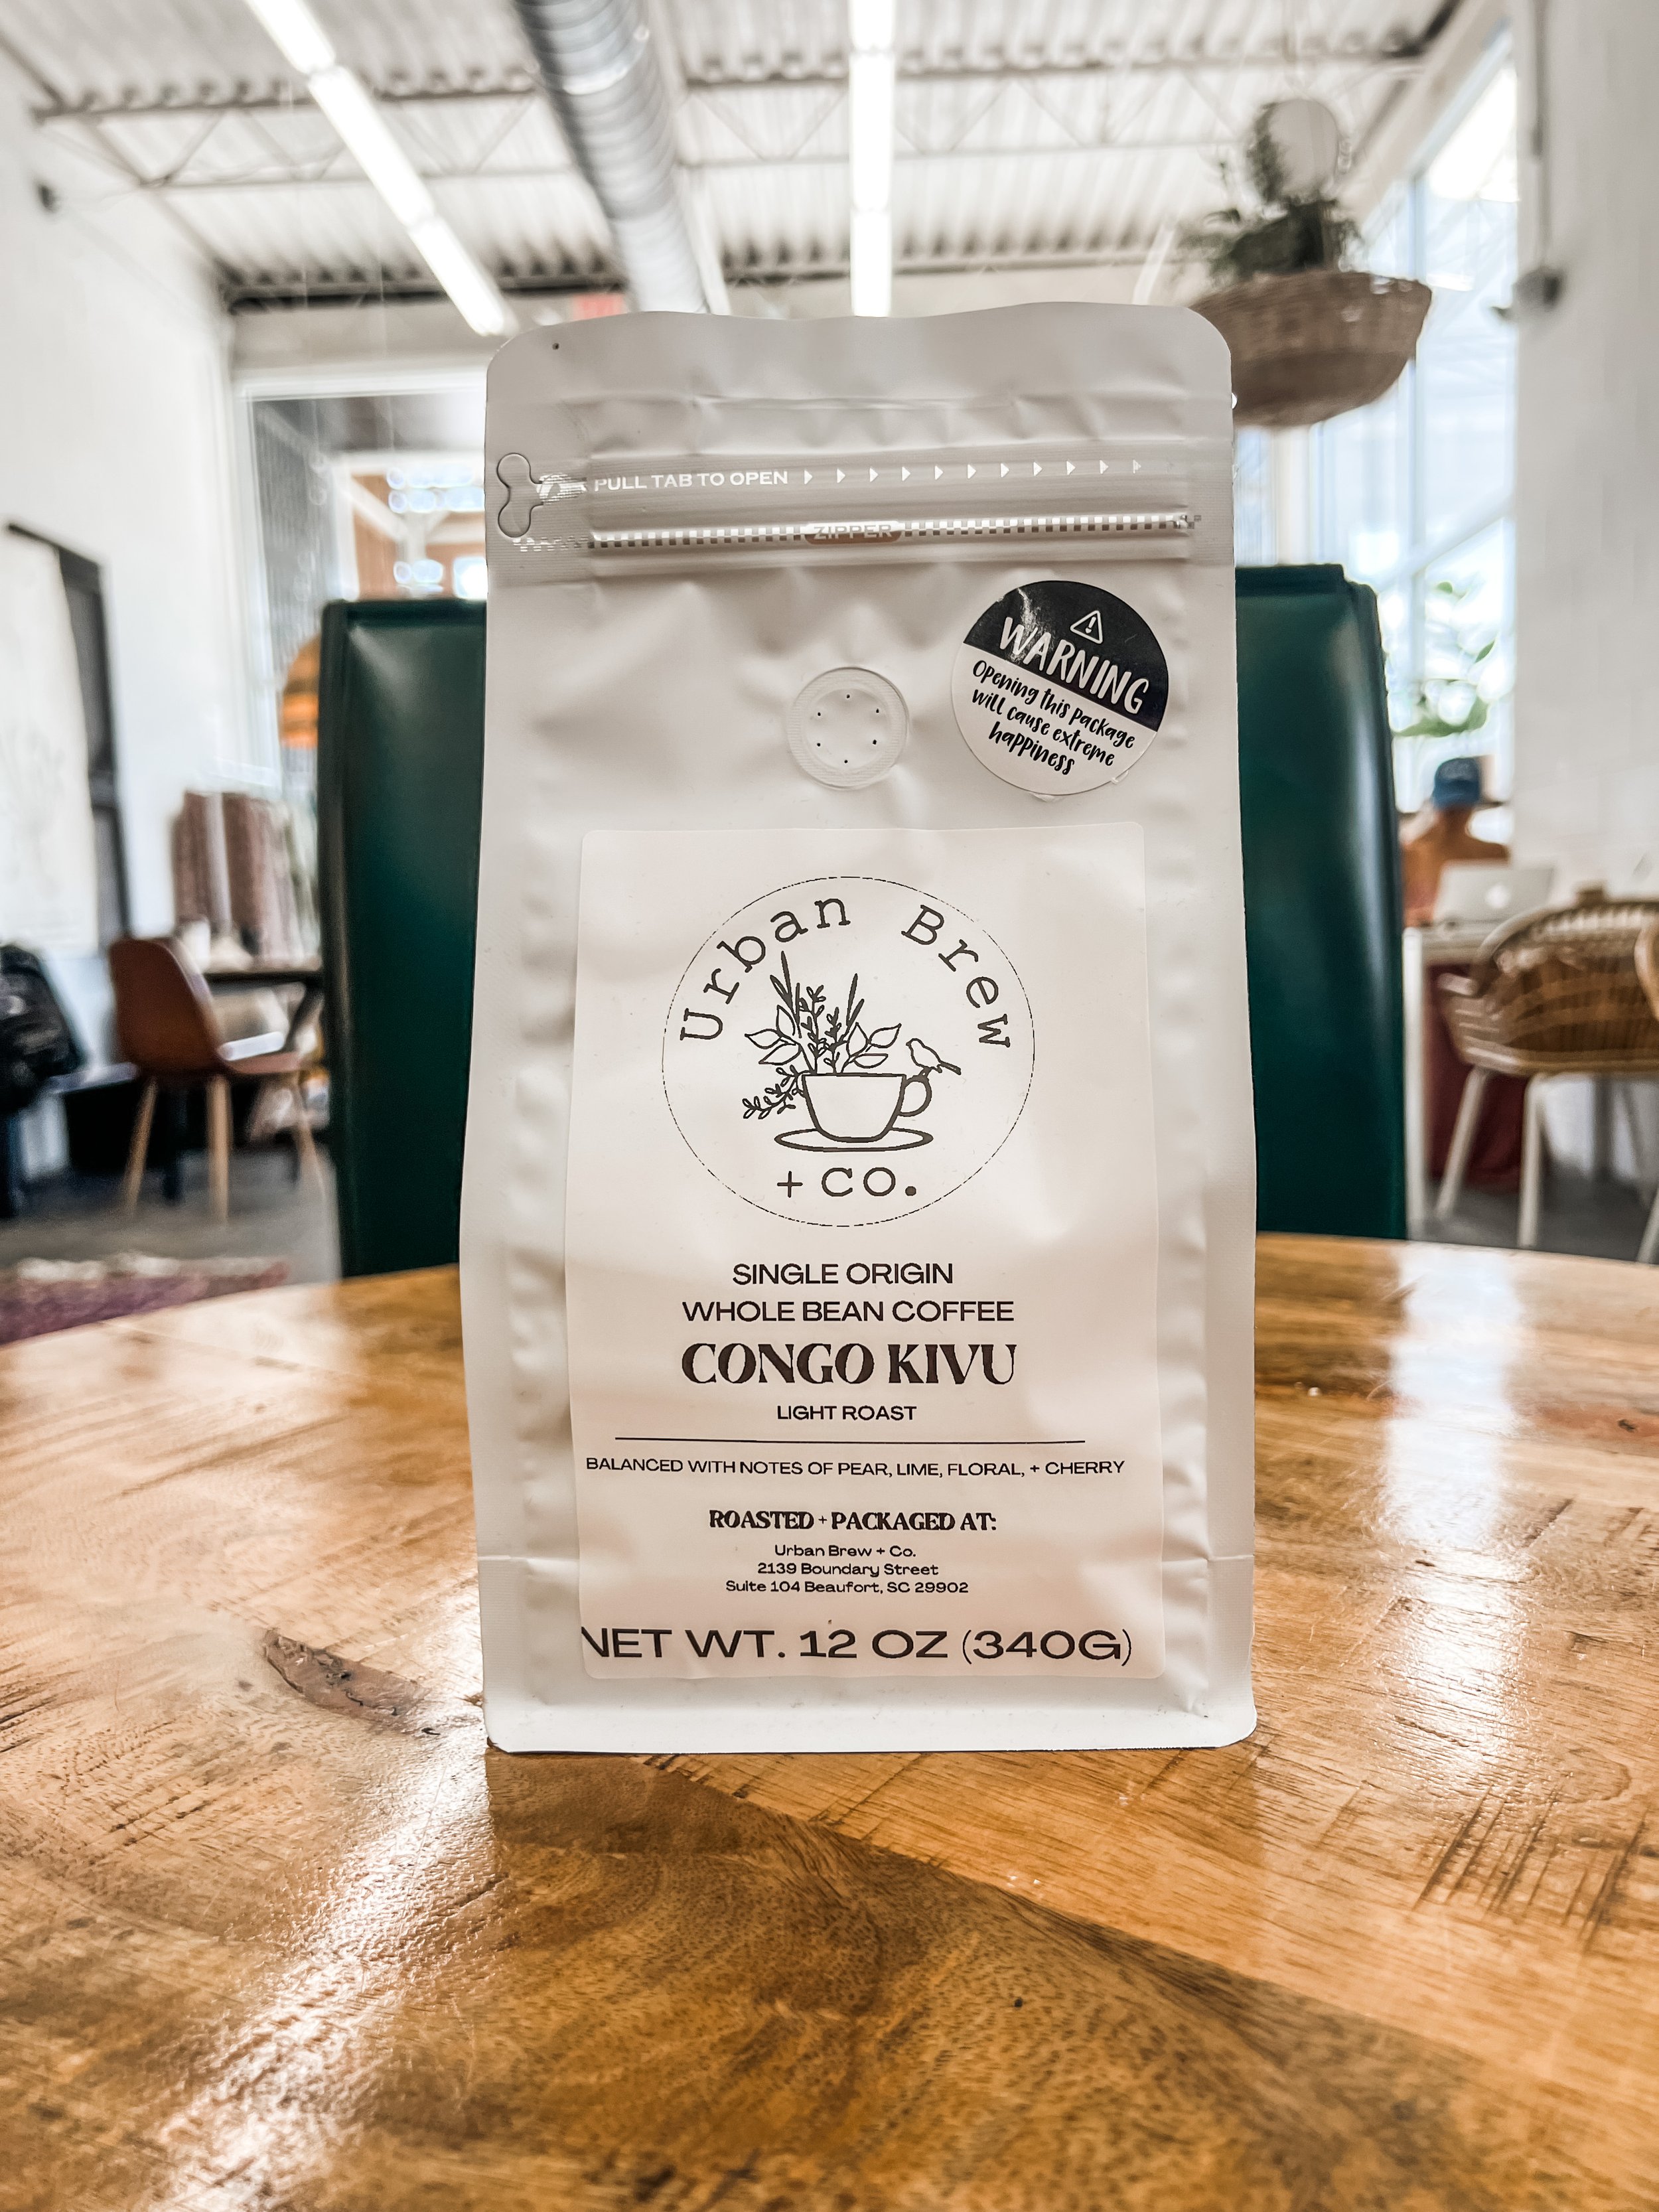 PULL TAB TO OPEN
ZIPPER
WARNING
Opening this package
will cause extreme
happiness
Urban Brew
+ CO.
SINGLE ORIGIN
WHOLE BEAN COFFEE
CONGO KIVU
LIGHT ROAST
BALANCED WITH NOTES OF PEAR, LIME, FLORAL, + CHERRY
ROASTED + PACKAGED AT:
Urban Brew + Co.
2139 Boundary Street
Suite 104 Beaufort, SC 29902
NET WT. 12 OZ (340G)